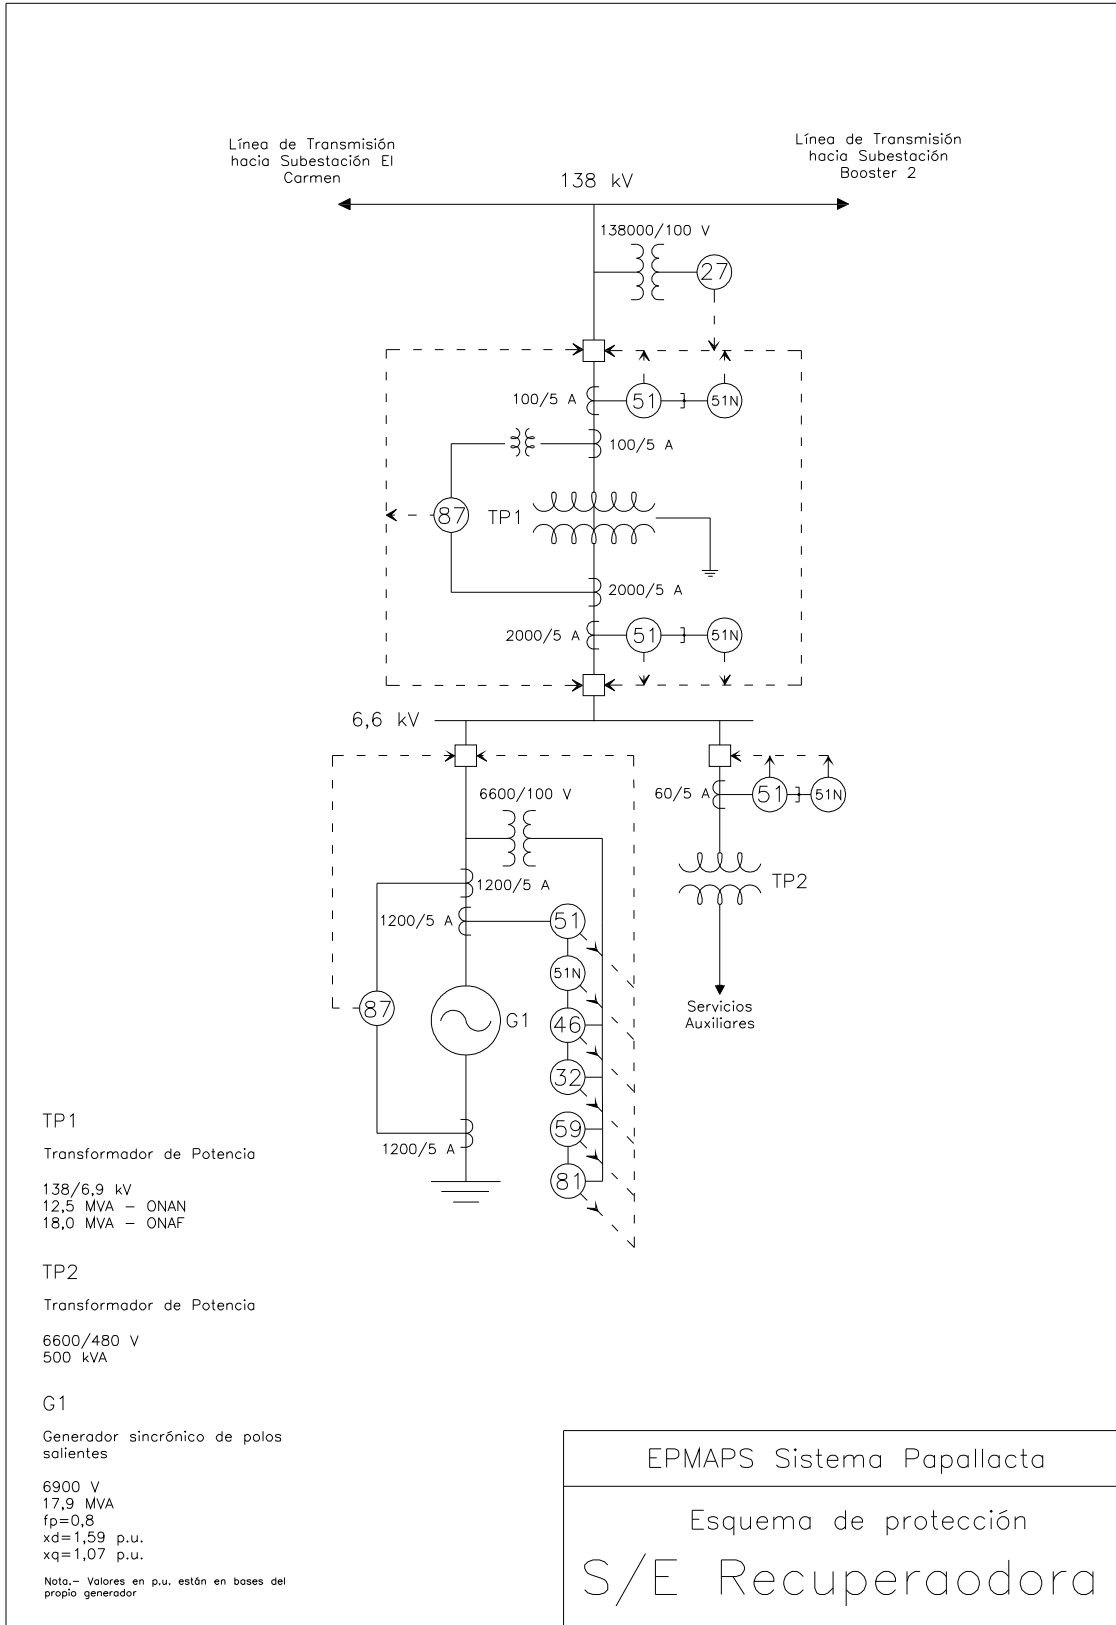 Línea de Transmisión
hacia Subestación El
Carmen
Línea de Transmisión
hacia Subestación
Booster 2
138 kV
138000/100 V
27
100/5 A
51
51N
100/5 A
87
TP1
2000/5 A
2000/5 A
51
51N
6,6 kV
6600/100 V
60/5 A
51
51N
1200/5 A
TP2
1200/5 A
51
51N
87
G1
46
Servicios
Auxiliares
32
59
1200/5 A
81
TP1
Transformador de Potencia
138/6,9 kV
12,5 MVA - ONAN
18,0 MVA - ONAF
TP2
Transformador de Potencia
6600/480 V
500 kVA
G1
Generador sincrónico de polos
salientes
6900 V
17,9 MVA
fp=0,8
xd=1,59 p.u.
xq=1,07 p.u.
Nota.- Valores en p.u. están en bases del
propio generador
EPMAPS Sistema Papallacta
Esquema de protección
S/E Recuperaodora